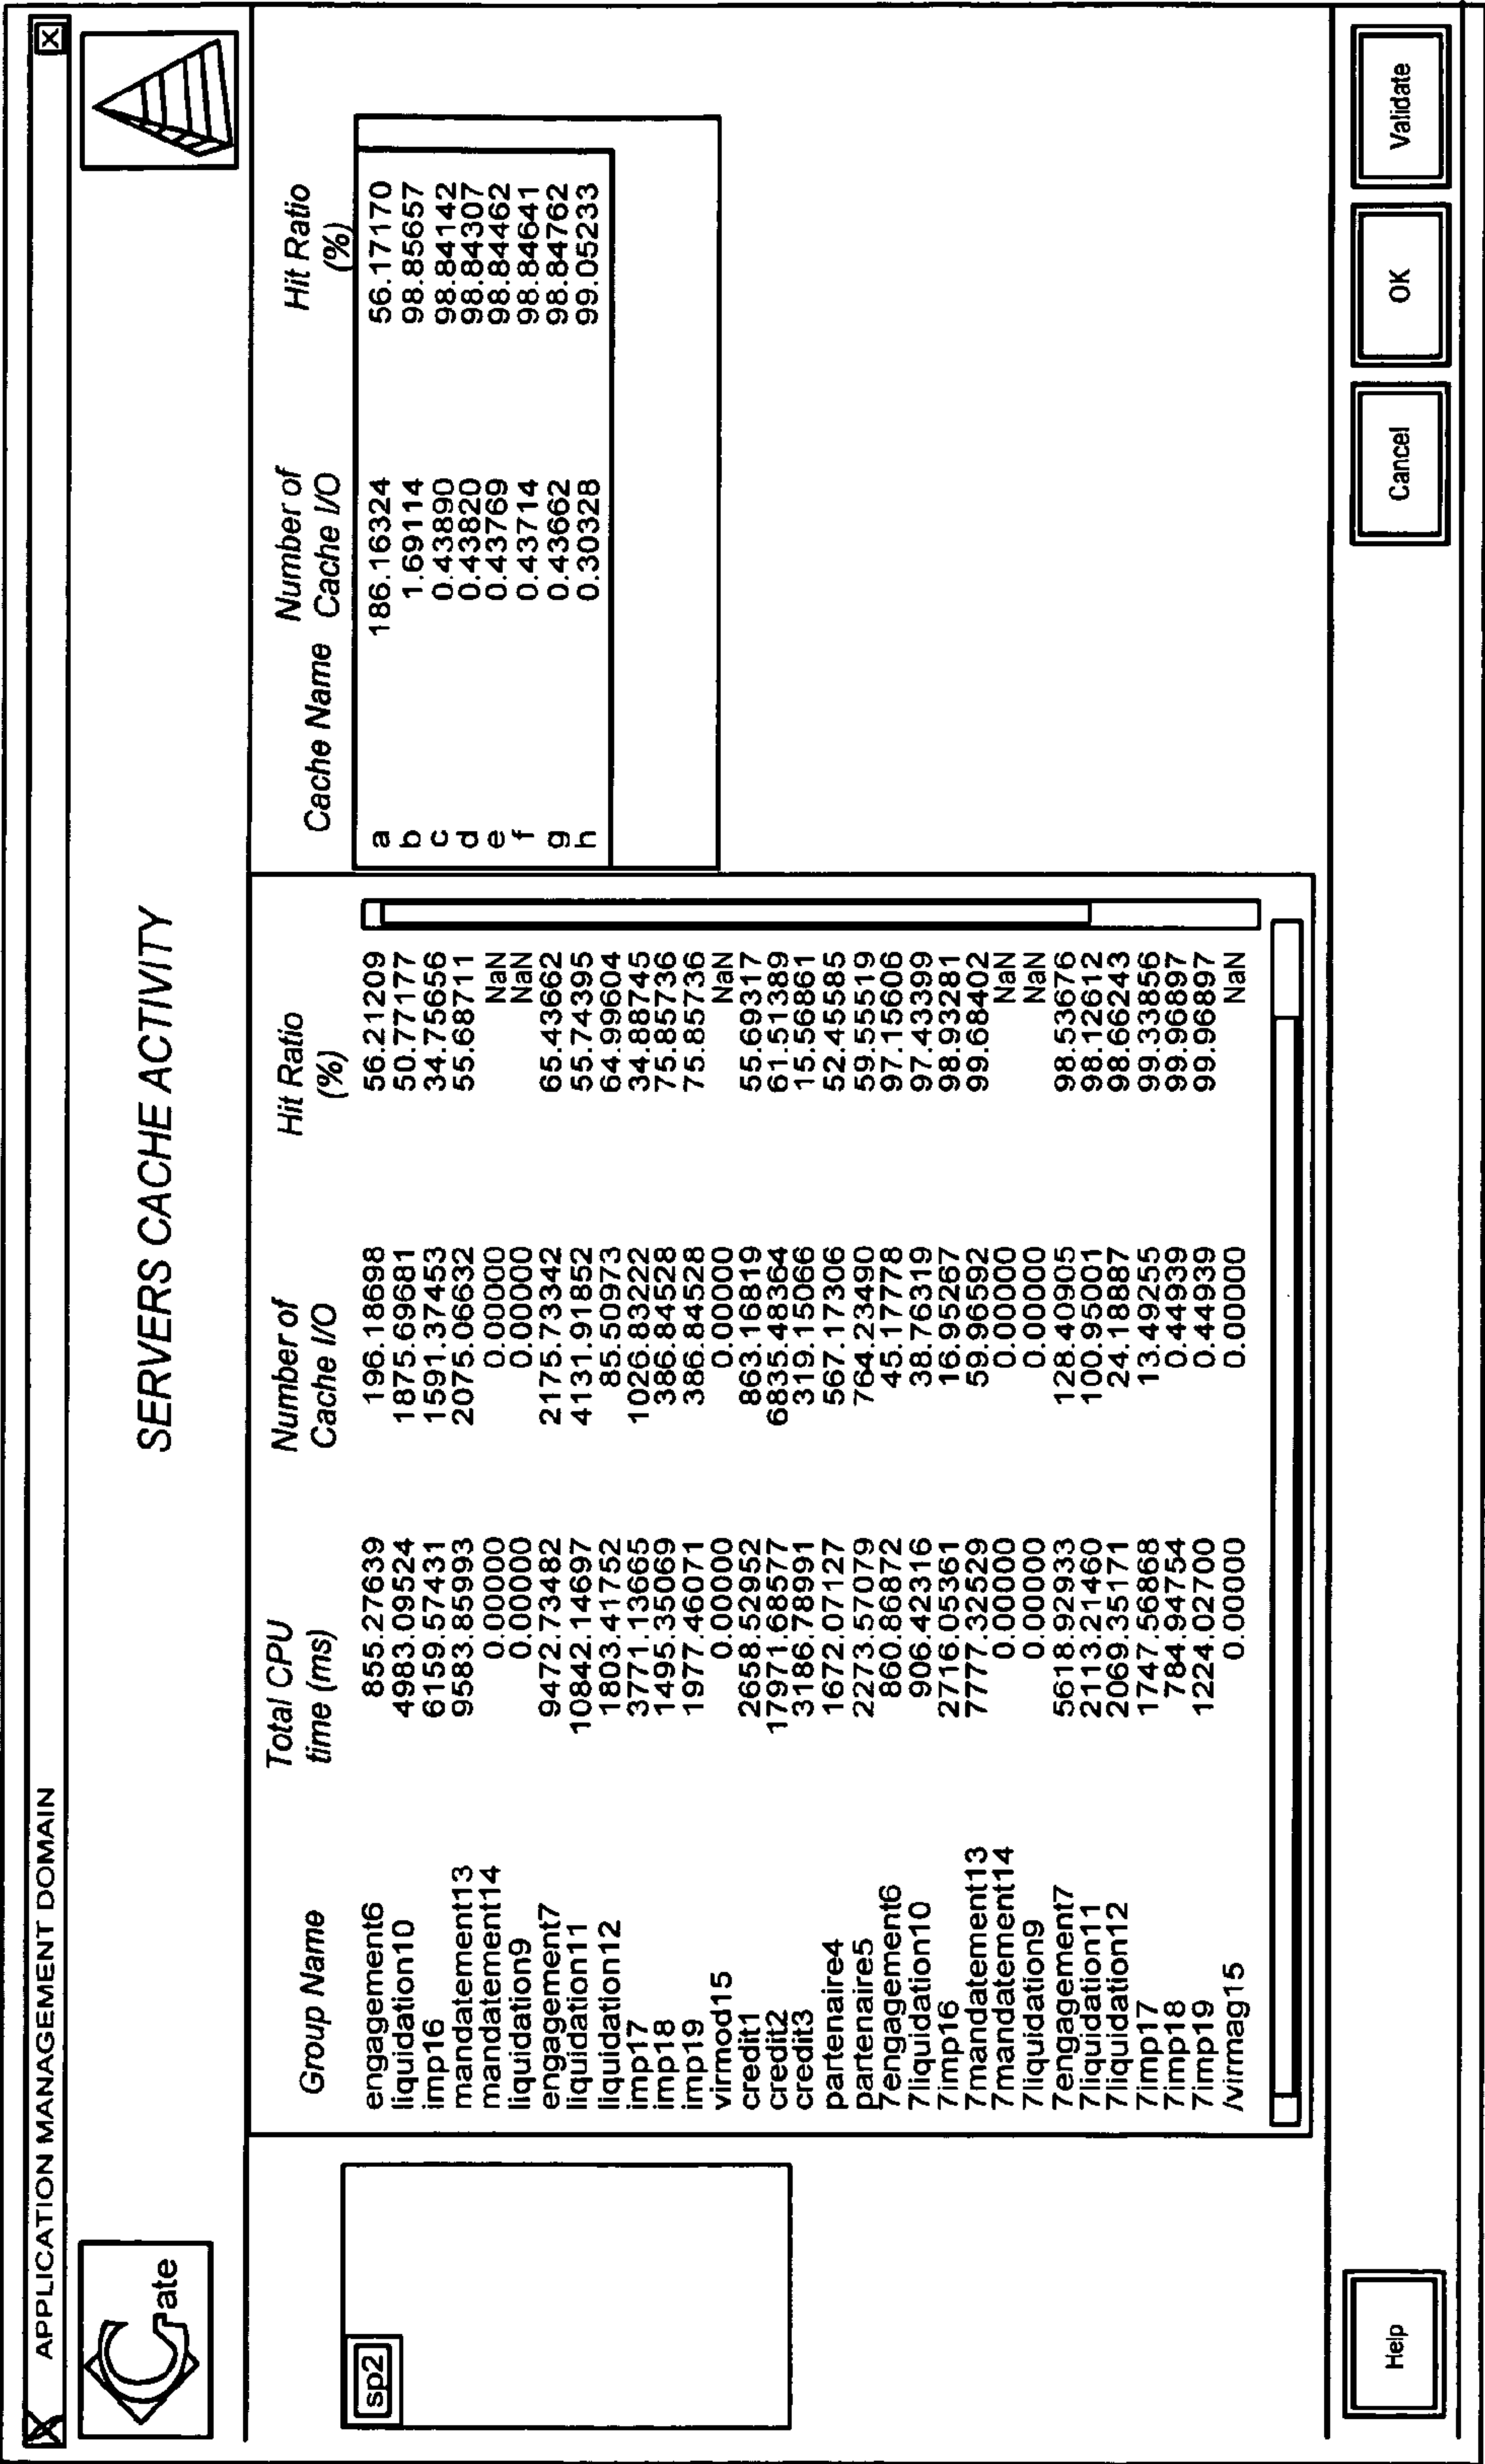 APPLICATION MANAGEMENT DOMAIN
Gate
SERVERS CACHE ACTIVITY
sp2
Group Name Total CPU time (ms) Number of Cache I/O Hit Ratio (%)
engagement6 855.27639 196.18698 56.21209
liquidation10 4983.09524 1875.69681 50.77177
imp16 6159.57431 1591.37453 34.75656
mandatement13 9583.85993 2075.06632 55.68711
mandatement14 0.00000 0.00000 NaN
liquidation9 0.00000 0.00000 NaN
engagement7 9472.73482 2175.73342 65.43662
liquidation11 10842.14697 4131.91852 55.74395
liquidation12 1803.41752 85.50973 64.99604
imp17 3771.13665 1026.83222 34.88745
imp18 1495.35069 386.84528 75.85736
imp19 1977.46071 386.84528 75.85736
virmod15 0.00000 0.00000 NaN
credit1 2658.52952 863.16819 55.69317
credit2 17971.68577 6835.48364 61.51389
credit3 3186.78991 319.15066 15.56861
partenaire4 1672.07127 567.17306 52.45585
partenaire5 2273.57079 764.23490 59.55519
7engagement6 860.86872 45.17778 97.15606
7liquidation10 906.42316 38.76319 97.43399
7imp16 2716.05361 16.95267 98.93281
7mandatement13 7777.32529 59.96592 99.68402
7mandatement14 0.00000 0.00000 NaN
7liquidation9 0.00000 0.00000 NaN
7engagement7 5618.92933 128.40905 98.53676
7liquidation11 2113.21460 100.95001 98.12612
7liquidation12 2069.35171 24.18887 98.66243
7imp17 1747.56868 13.49255 99.33856
7imp18 784.94754 0.44939 99.96897
7imp19 1224.02700 0.44939 99.96897
/virmag15 0.00000 0.00000 NaN
Cache Name Number of Cache I/O Hit Ratio (%)
a 186.16324 56.17170
b 1.69114 98.85657
c 0.43890 98.84142
d 0.43820 98.84307
e 0.43769 98.84462
f 0.43714 98.84641
g 0.43662 98.84762
h 0.30328 99.05233
Help Cancel OK Validate